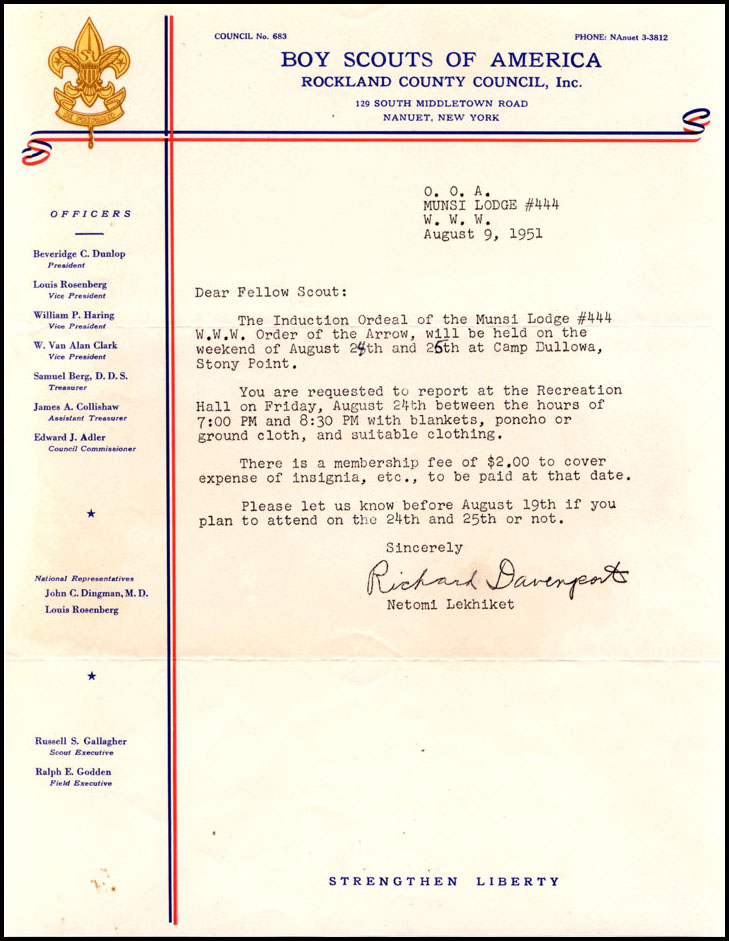 COUNCIL No. 683
PHONE: NAnuet 3-3812
BOY SCOUTS OF AMERICA
ROCKLAND COUNTY COUNCIL, Inc.
129 SOUTH MIDDLETOWN ROAD
NANUET, NEW YORK
BE PREPARED
OFFICERS
Beveridge C. Dunlop
President
Louis Rosenberg
Vice President
William P. Haring
Vice President
W. Van Alan Clark
Vice President
Samuel Berg, D. D. S.
Treasurer
James A. Collishaw
Assistant Treasurer
Edward J. Adler
Council Commissioner
National Representatives
John C. Dingman, M. D.
Louis Rosenberg
Russell S. Gallagher
Scout Executive
Ralph E. Godden
Field Executive
O. O. A.
MUNSI LODGE #444
W. W. W.
August 9, 1951
Dear Fellow Scout:
The Induction Ordeal of the Munsi Lodge #444
W.W.W. Order of the Arrow, will be held on the
weekend of August 24th and 25th at Camp Dullowa,
Stony Point.
You are requested to report at the Recreation
Hall on Friday, August 24th between the hours of
7:00 PM and 8:30 PM with blankets, poncho or
ground cloth, and suitable clothing.
There is a membership fee of $2.00 to cover
expense of insignia, etc., to be paid at that date.
Please let us know before August 19th if you
plan to attend on the 24th and 25th or not.
Sincerely
Richard Davenport
Netomi Lekhiket
STRENGTHEN LIBERTY